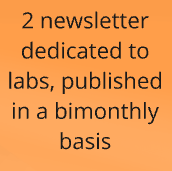 2 newsletter
dedicated to
labs, published
in a bimonthly
basis